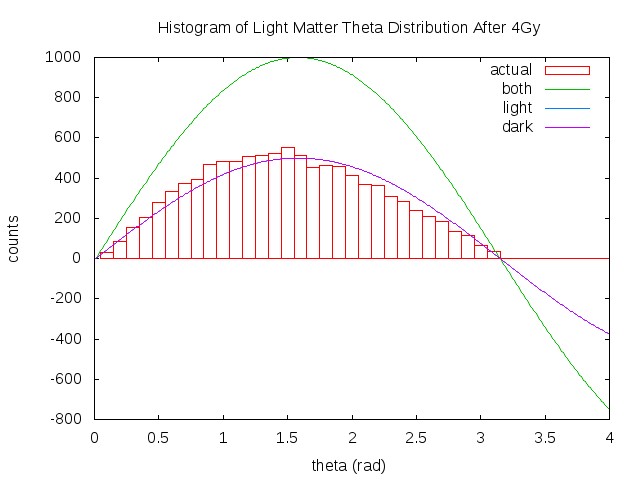 Histogram of Light Matter Theta Distribution After 4Gy
1000
800
600
400
200
0
-200
-400
-600
-800
counts
actual
both
light
dark
0 0.5 1 1.5 2 2.5 3 3.5 4
theta (rad)